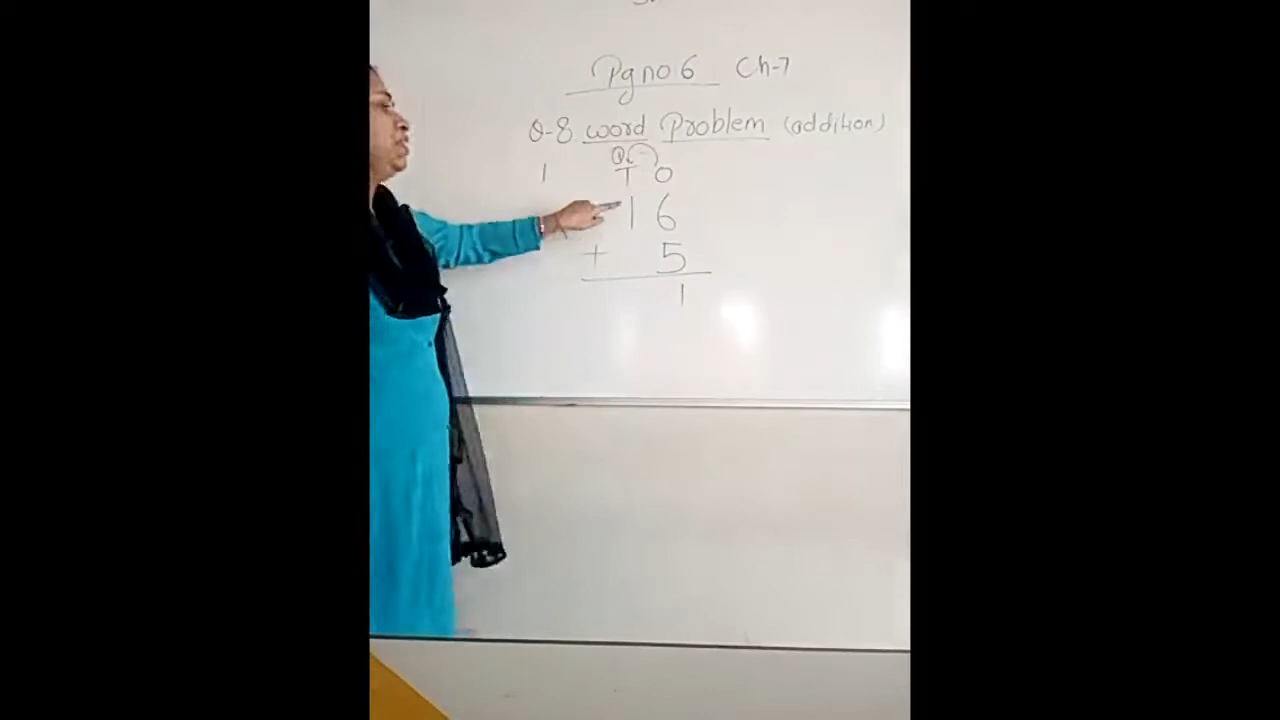 Pg no 6 Ch-7
Q-8 word Problem (addition)
1
T O
1 6
+ 5
1